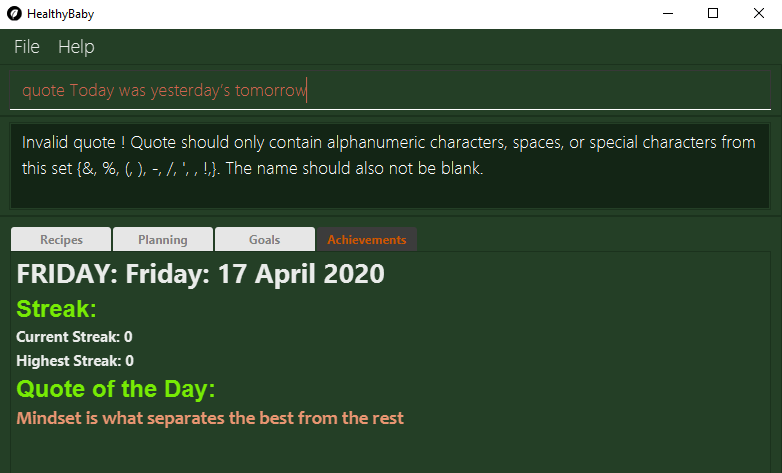 HealthyBaby
File Help
quote Today was yesterday’s tomorrow
Invalid quote ! Quote should only contain alphanumeric characters, spaces, or special characters from
this set {&, %, (, ), -, /, ', , !,}. The name should also not be blank.
Recipes Planning Goals Achievements
FRIDAY: Friday: 17 April 2020
Streak:
Current Streak: 0
Highest Streak: 0
Quote of the Day:
Mindset is what separates the best from the rest